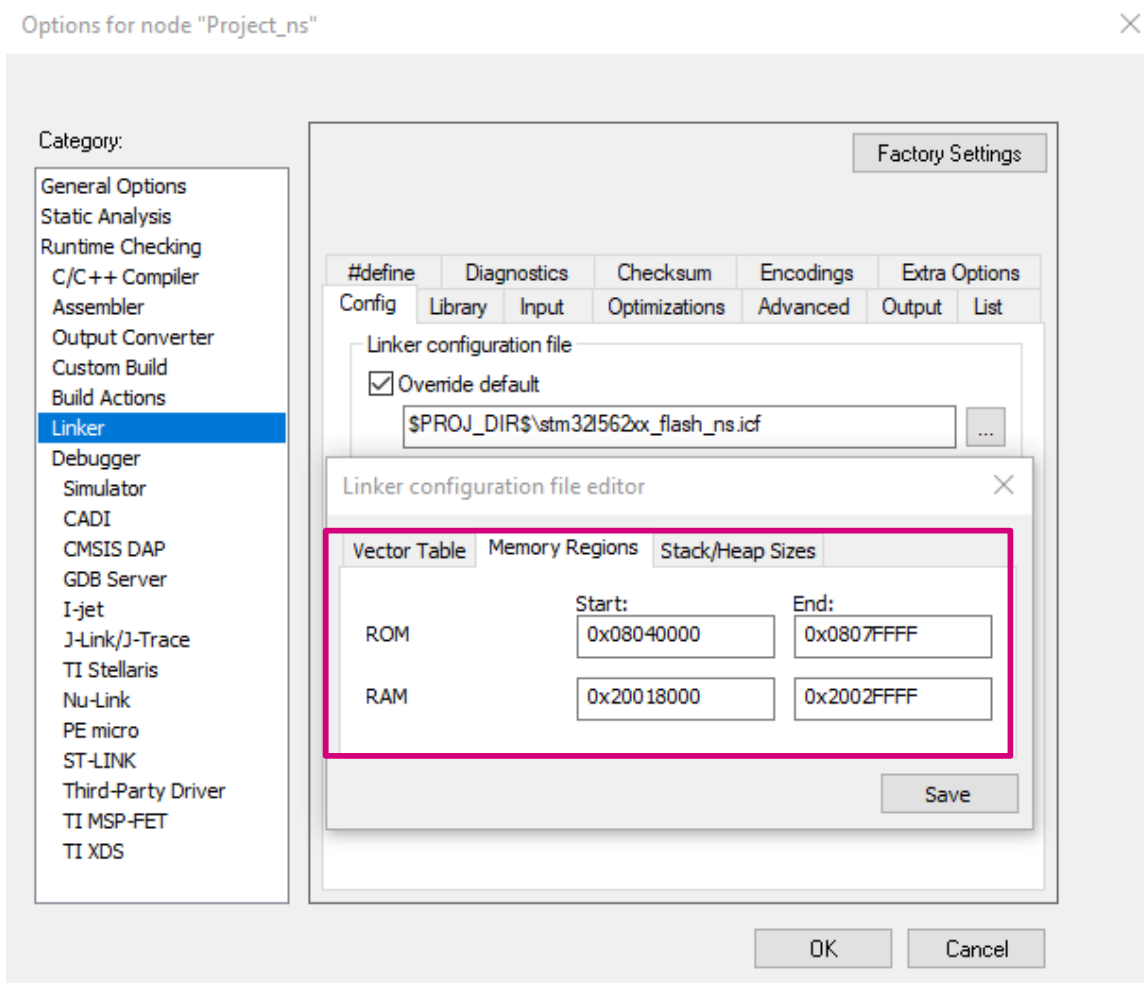 Options for node "Project_ns"
Category:
General Options
Static Analysis
Runtime Checking
C/C++ Compiler
Assembler
Output Converter
Custom Build
Build Actions
Linker
Debugger
Simulator
CADI
CMSIS DAP
GDB Server
I-jet
J-Link/J-Trace
TI Stellaris
Nu-Link
PE micro
ST-LINK
Third-Party Driver
TI MSP-FET
TI XDS
Factory Settings
#define Diagnostics Checksum Encodings Extra Options
Config Library Input Optimizations Advanced Output List
Linker configuration file
Override default
$PROJ_DIR$\stm32l562xx_flash_ns.icf ...
Linker configuration file editor
Vector Table Memory Regions Stack/Heap Sizes
Start: End:
ROM 0x08040000 0x0807FFFF
RAM 0x20018000 0x2002FFFF
Save
OK Cancel